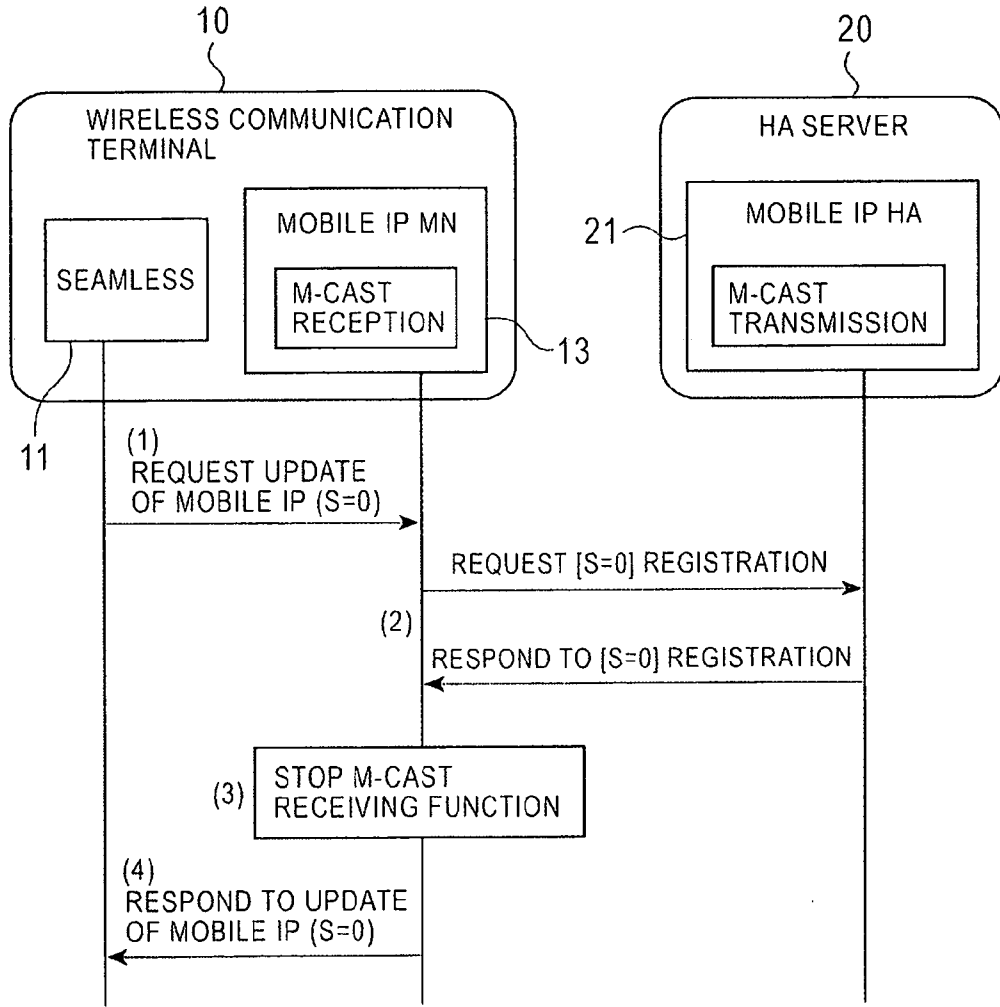 10
20
WIRELESS COMMUNICATION
TERMINAL
HA SERVER
SEAMLESS
MOBILE IP MN
M-CAST
RECEPTION
21
MOBILE IP HA
M-CAST
TRANSMISSION
13
11
(1)
REQUEST UPDATE
OF MOBILE IP (S=0)
REQUEST [S=0] REGISTRATION
(2)
RESPOND TO [S=0] REGISTRATION
(3)
STOP M-CAST
RECEIVING FUNCTION
(4)
RESPOND TO UPDATE
OF MOBILE IP (S=0)